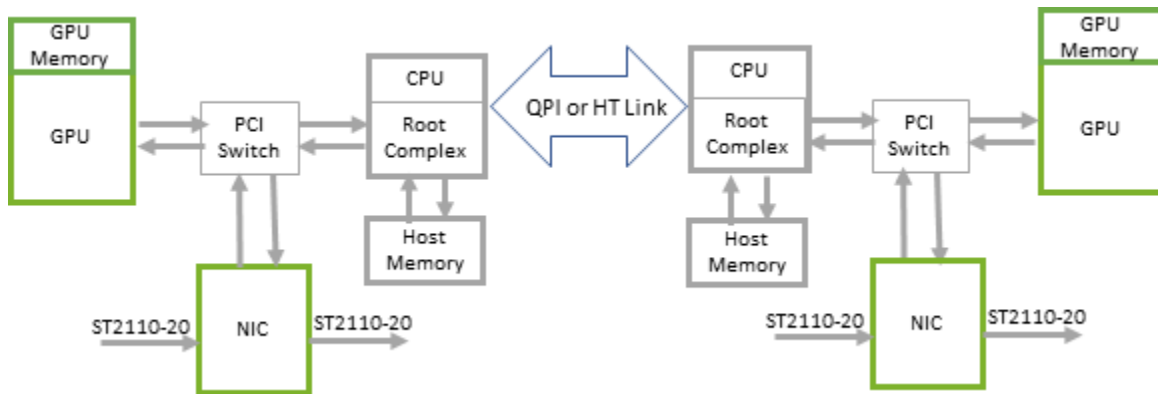 GPU
Memory
GPU
PCI
Switch
CPU
Root
Complex
Host
Memory
NIC
ST2110-20
ST2110-20
QPI or HT Link
CPU
Root
Complex
Host
Memory
PCI
Switch
GPU
Memory
GPU
NIC
ST2110-20
ST2110-20